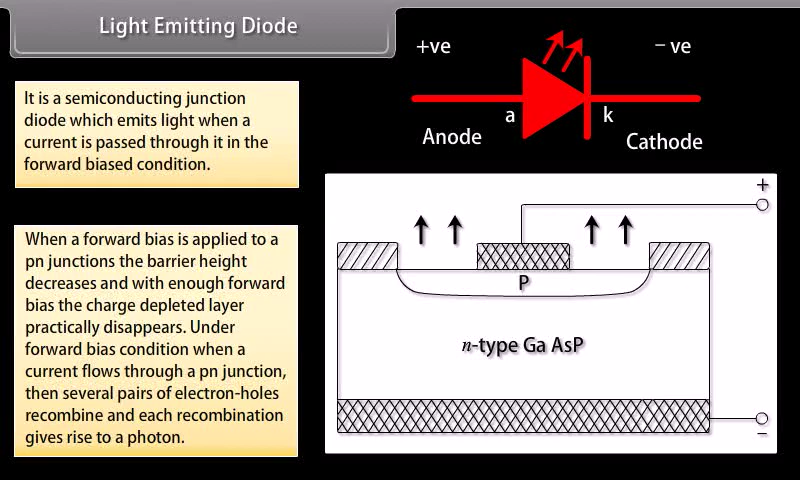 Light Emitting Diode
It is a semiconducting junction
diode which emits light when a
current is passed through it in the
forward biased condition.
When a forward bias is applied to a
pn junctions the barrier height
decreases and with enough forward
bias the charge depleted layer
practically disappears. Under
forward bias condition when a
current flows through a pn junction,
then several pairs of electron-holes
recombine and each recombination
gives rise to a photon.
+ve
– ve
a
k
Anode
Cathode
+
P
n-type Ga AsP
–